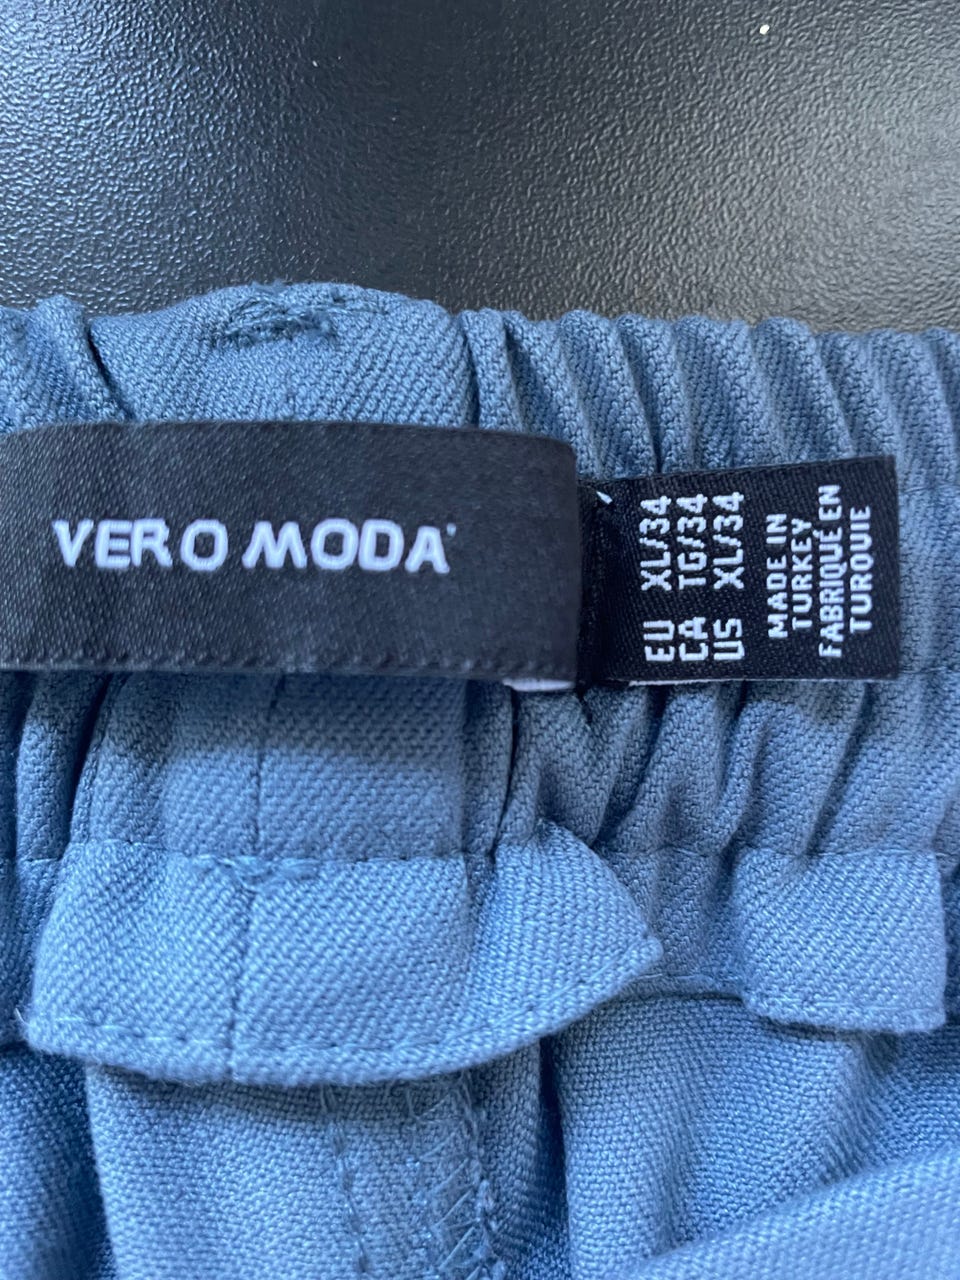 VERO MODA
EU XL/34
CA TG/34
US XL/34
MADE IN
TURKEY
FABRIQUÉ EN
TURQUIE